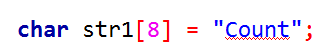 char str1[8] = "Count";